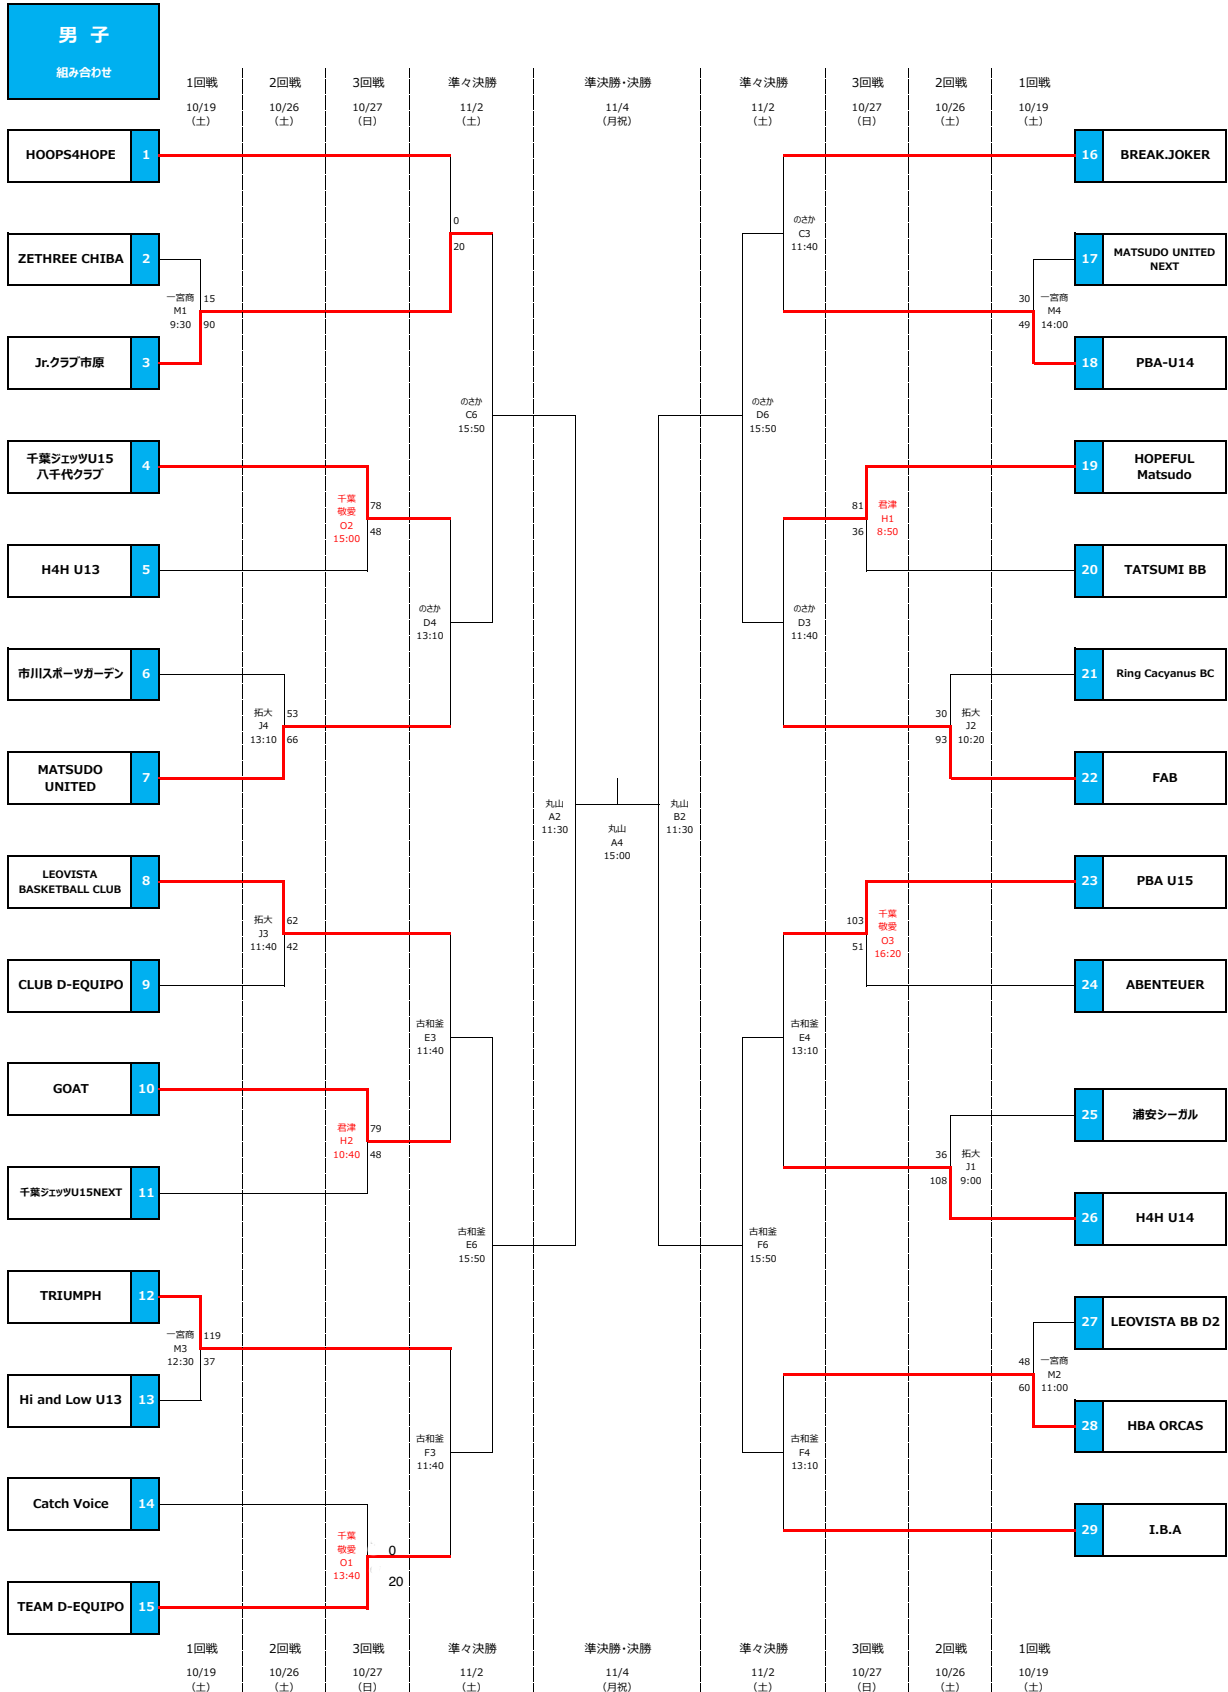 男 子
組み合わせ
1回戦 2回戦 3回戦 準々決勝 準決勝・決勝 準々決勝 3回戦 2回戦 1回戦
10/19 10/26 10/27 11/2 11/4 11/2 10/27 10/26 10/19
（土） （土） （日） （土） （月祝） （土） （日） （土） （土）
HOOPS4HOPE 1
0
20
ZETHREE CHIBA 2
一宮商 15
M1
9:30 90
Jr.クラブ市原 3
のさか
C6
15:50
千葉ジェッツU15
八千代クラブ 4
千葉
敬愛 78
O2
15:00 48
H4H U13 5
のさか
D4
13:10
市川スポーツガーデン 6
拓大 53
J4
13:10 66
MATSUDO
UNITED 7
丸山
A2
11:30
LEOVISTA
BASKETBALL CLUB 8
拓大 62
J3
11:40 42
CLUB D-EQUIPO 9
古和釜
E3
11:40
GOAT 10
君津 79
H2
10:40 48
千葉ジェッツU15NEXT 11
古和釜
E6
15:50
TRIUMPH 12
一宮商 119
M3
12:30 37
Hi and Low U13 13
古和釜
F3
11:40
Catch Voice 14
千葉
敬愛 0
O1
13:40 20
TEAM D-EQUIPO 15
丸山
A4
15:00
16 BREAK.JOKER
のさか
C3
11:40
17 MATSUDO UNITED
NEXT
30 一宮商
M4
49 14:00
18 PBA-U14
のさか
D6
15:50
19 HOPEFUL
Matsudo
81 君津
H1
36 8:50
20 TATSUMI BB
のさか
D3
11:40
21 Ring Cacyanus BC
30 拓大
J2
93 10:20
22 FAB
丸山
B2
11:30
23 PBA U15
103 千葉
敬愛
51 O3
16:20
24 ABENTEUER
古和釜
E4
13:10
25 浦安シーガル
36 拓大
J1
108 9:00
26 H4H U14
古和釜
F6
15:50
27 LEOVISTA BB D2
48 一宮商
M2
60 11:00
28 HBA ORCAS
古和釜
F4
13:10
29 I.B.A
1回戦 2回戦 3回戦 準々決勝 準決勝・決勝 準々決勝 3回戦 2回戦 1回戦
10/19 10/26 10/27 11/2 11/4 11/2 10/27 10/26 10/19
（土） （土） （日） （土） （月祝） （土） （日） （土） （土）